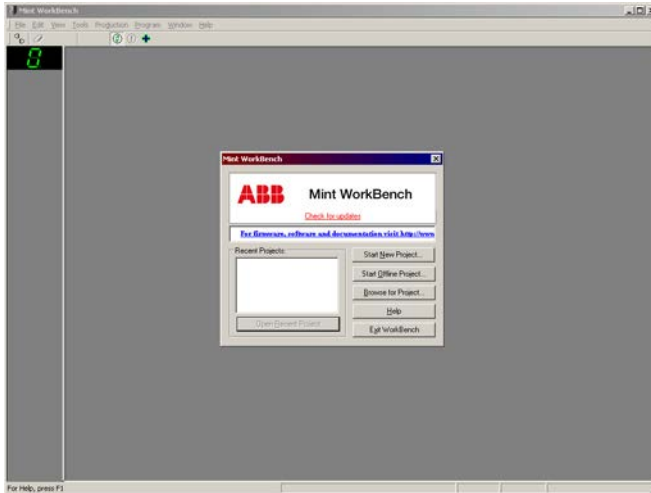 Mint WorkBench
File Edit View Tools Production Program Window Help
0
Mint WorkBench
ABB Mint WorkBench
Check for updates
For firmware, software and documentation visit http://www
Recent Projects:
Start New Project...
Start Offline Project...
Browse for Project...
Help
Open Recent Project
Exit WorkBench
For Help, press F1